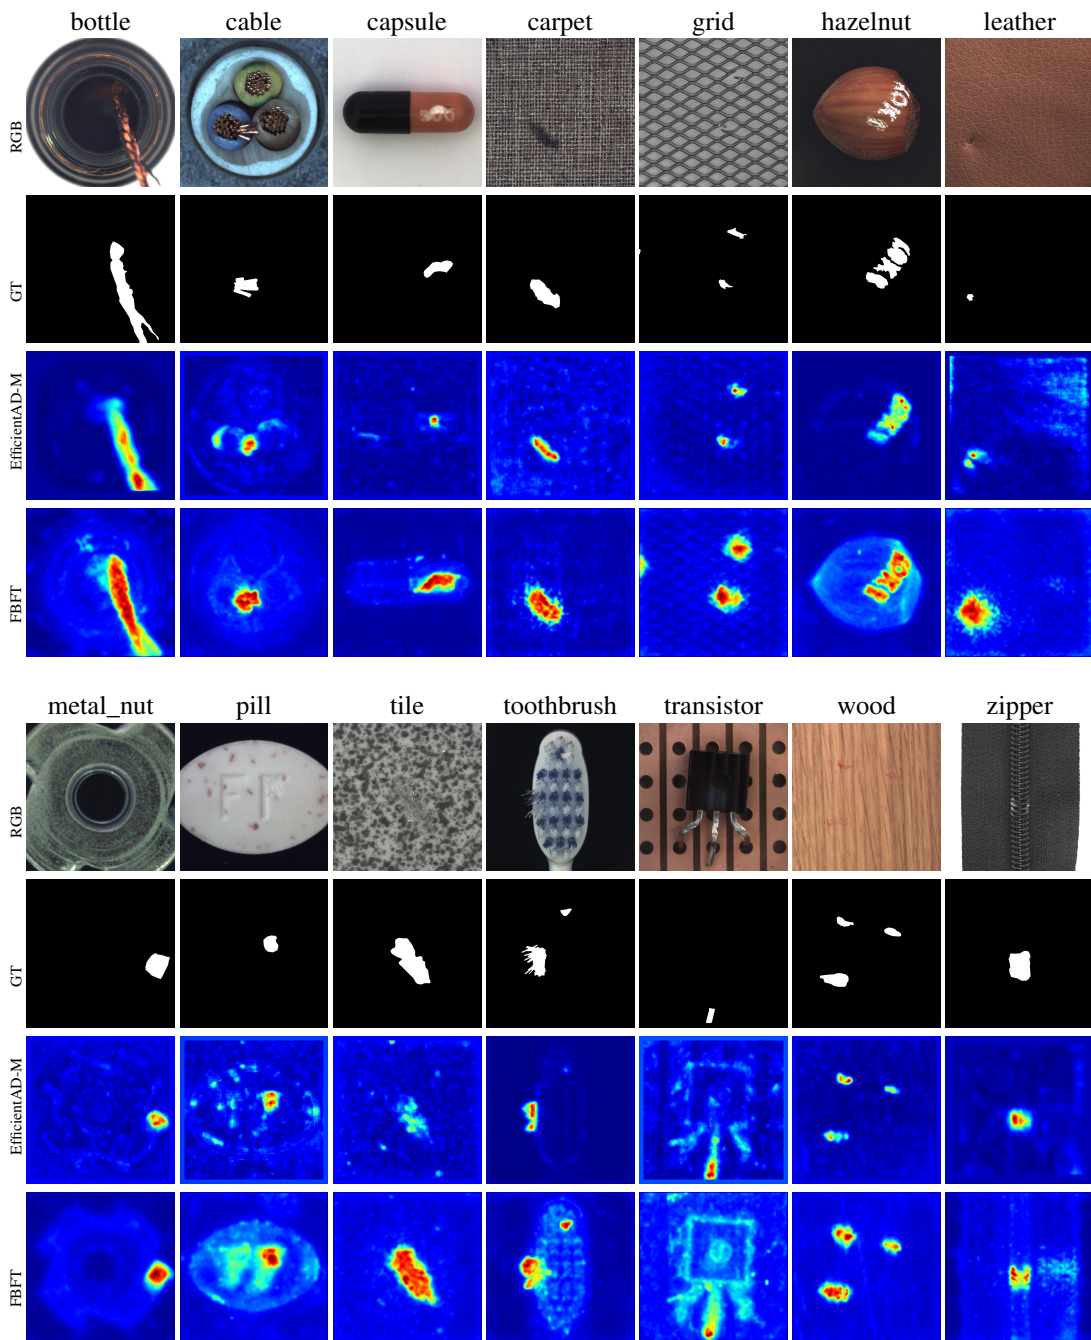 bottle cable capsule carpet grid hazelnut leather
RGB
GT
EfficientAD-M
FBFT
metal_nut pill tile toothbrush transistor wood zipper
RGB
FP
GT
EfficientAD-M
FBFT